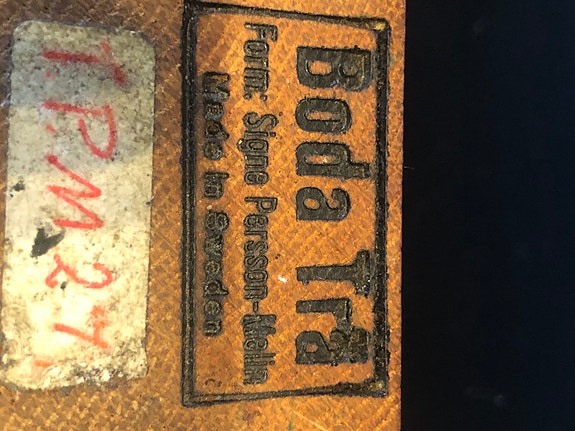 Boda Trä
Form: Signe Persson-Melin
Made in Sweden
T.P.M 27.